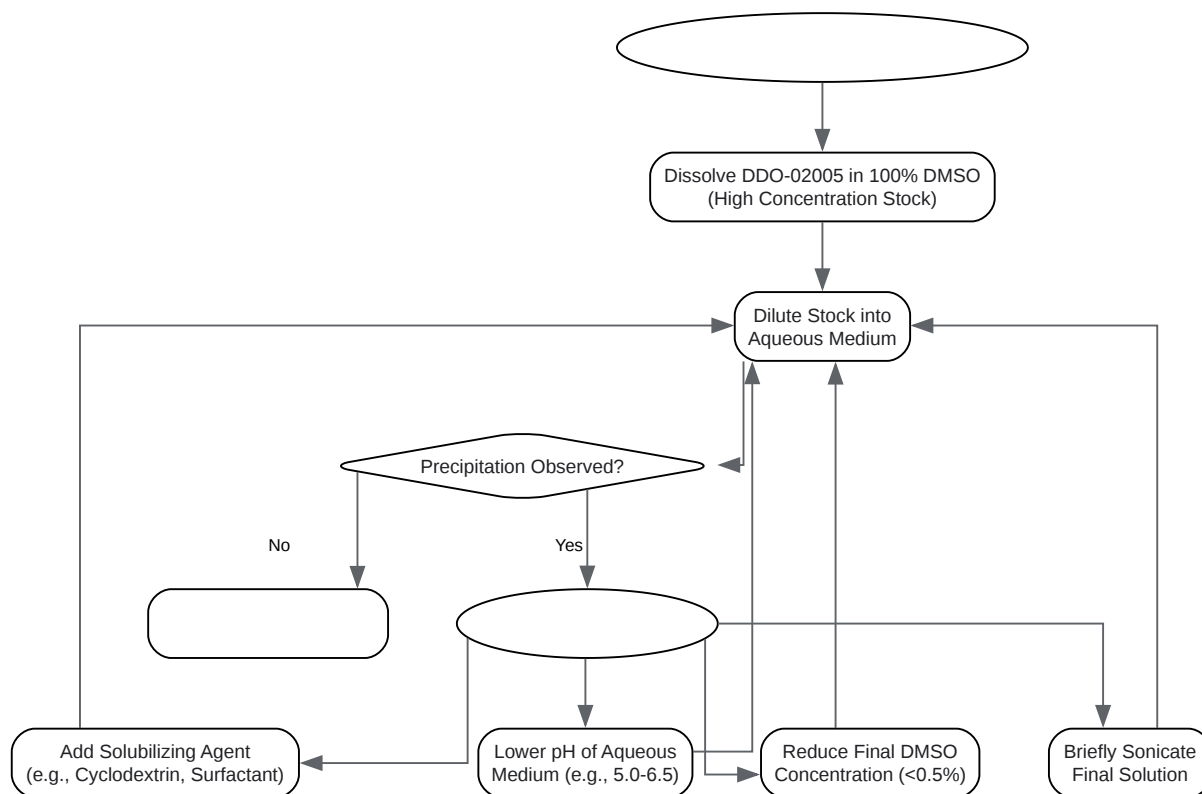 Dissolve DDO-02005 in 100% DMSO
(High Concentration Stock)
Dilute Stock into
Aqueous Medium
Precipitation Observed?
No
Yes
Add Solubilizing Agent
(e.g., Cyclodextrin, Surfactant)
Lower pH of Aqueous
Medium (e.g., 5.0-6.5)
Reduce Final DMSO
Concentration (<0.5%)
Briefly Sonicate
Final Solution